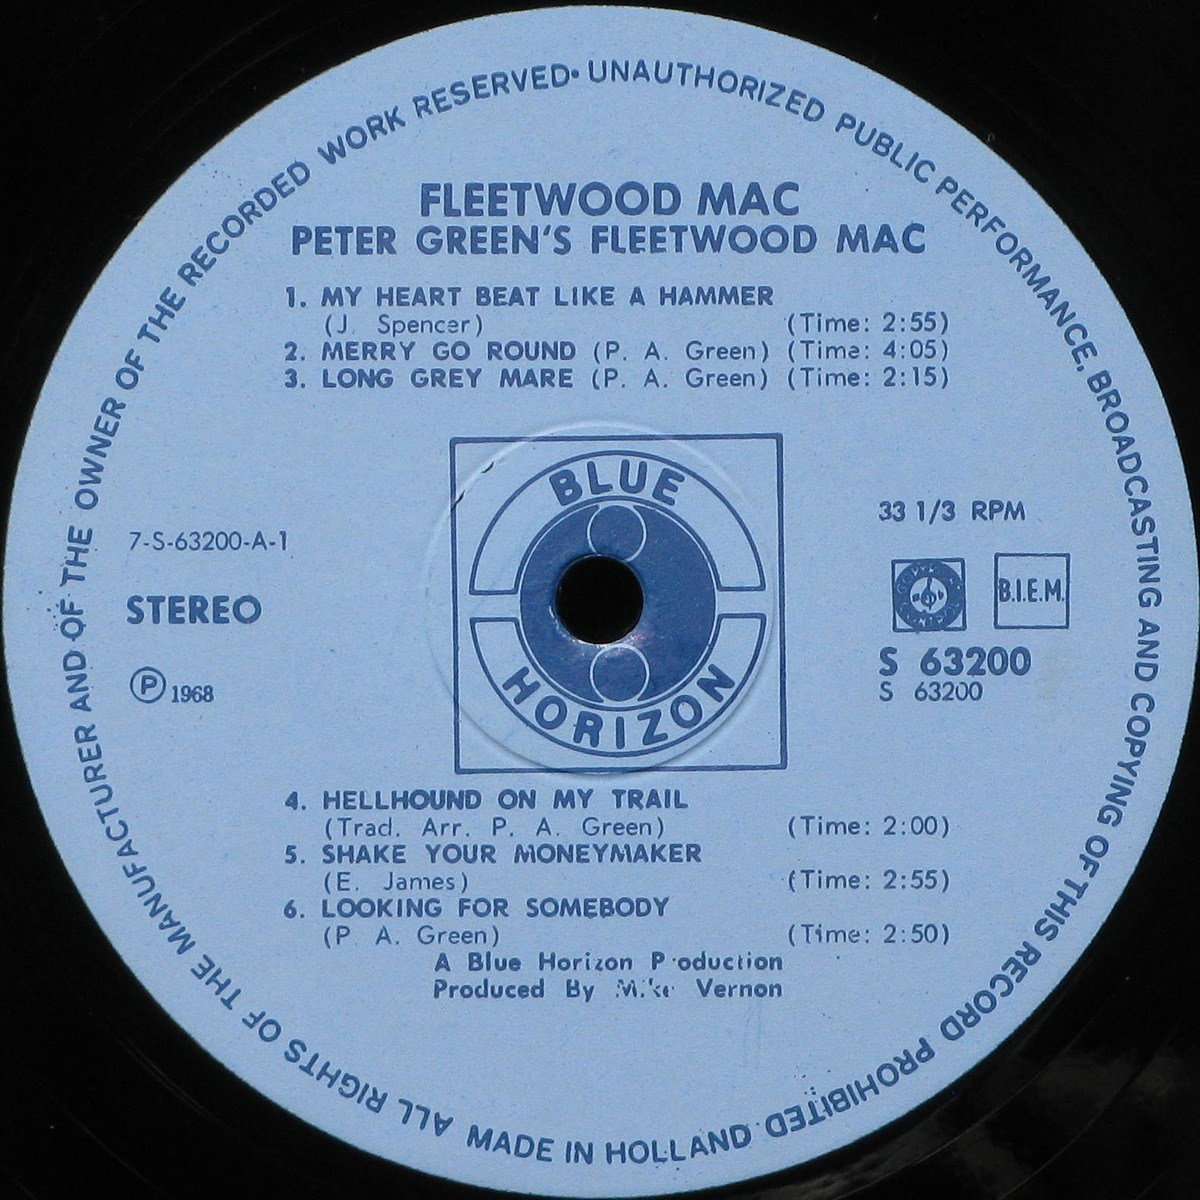 ALL RIGHTS OF THE MANUFACTURER AND OF THE OWNER OF THE RECORDED WORK RESERVED • UNAUTHORIZED PUBLIC PERFORMANCE, BROADCASTING AND COPYING OF THIS RECORD PROHIBITED
FLEETWOOD MAC
PETER GREEN'S FLEETWOOD MAC
1. MY HEART BEAT LIKE A HAMMER
(J. Spencer) (Time: 2:55)
2. MERRY GO ROUND (P. A. Green) (Time: 4:05)
3. LONG GREY MARE (P. A. Green) (Time: 2:15)
BLUE
HORIZON
7-S-63200-A-1
STEREO
Ⓟ 1968
33 1/3 RPM
B.I.E.M.
S 63200
S 63200
4. HELLHOUND ON MY TRAIL
(Trad. Arr. P. A. Green) (Time: 2:00)
5. SHAKE YOUR MONEYMAKER
(E. James) (Time: 2:55)
6. LOOKING FOR SOMEBODY
(P. A. Green) (Time: 2:50)
A Blue Horizon Production
Produced By Mike Vernon
MADE IN HOLLAND